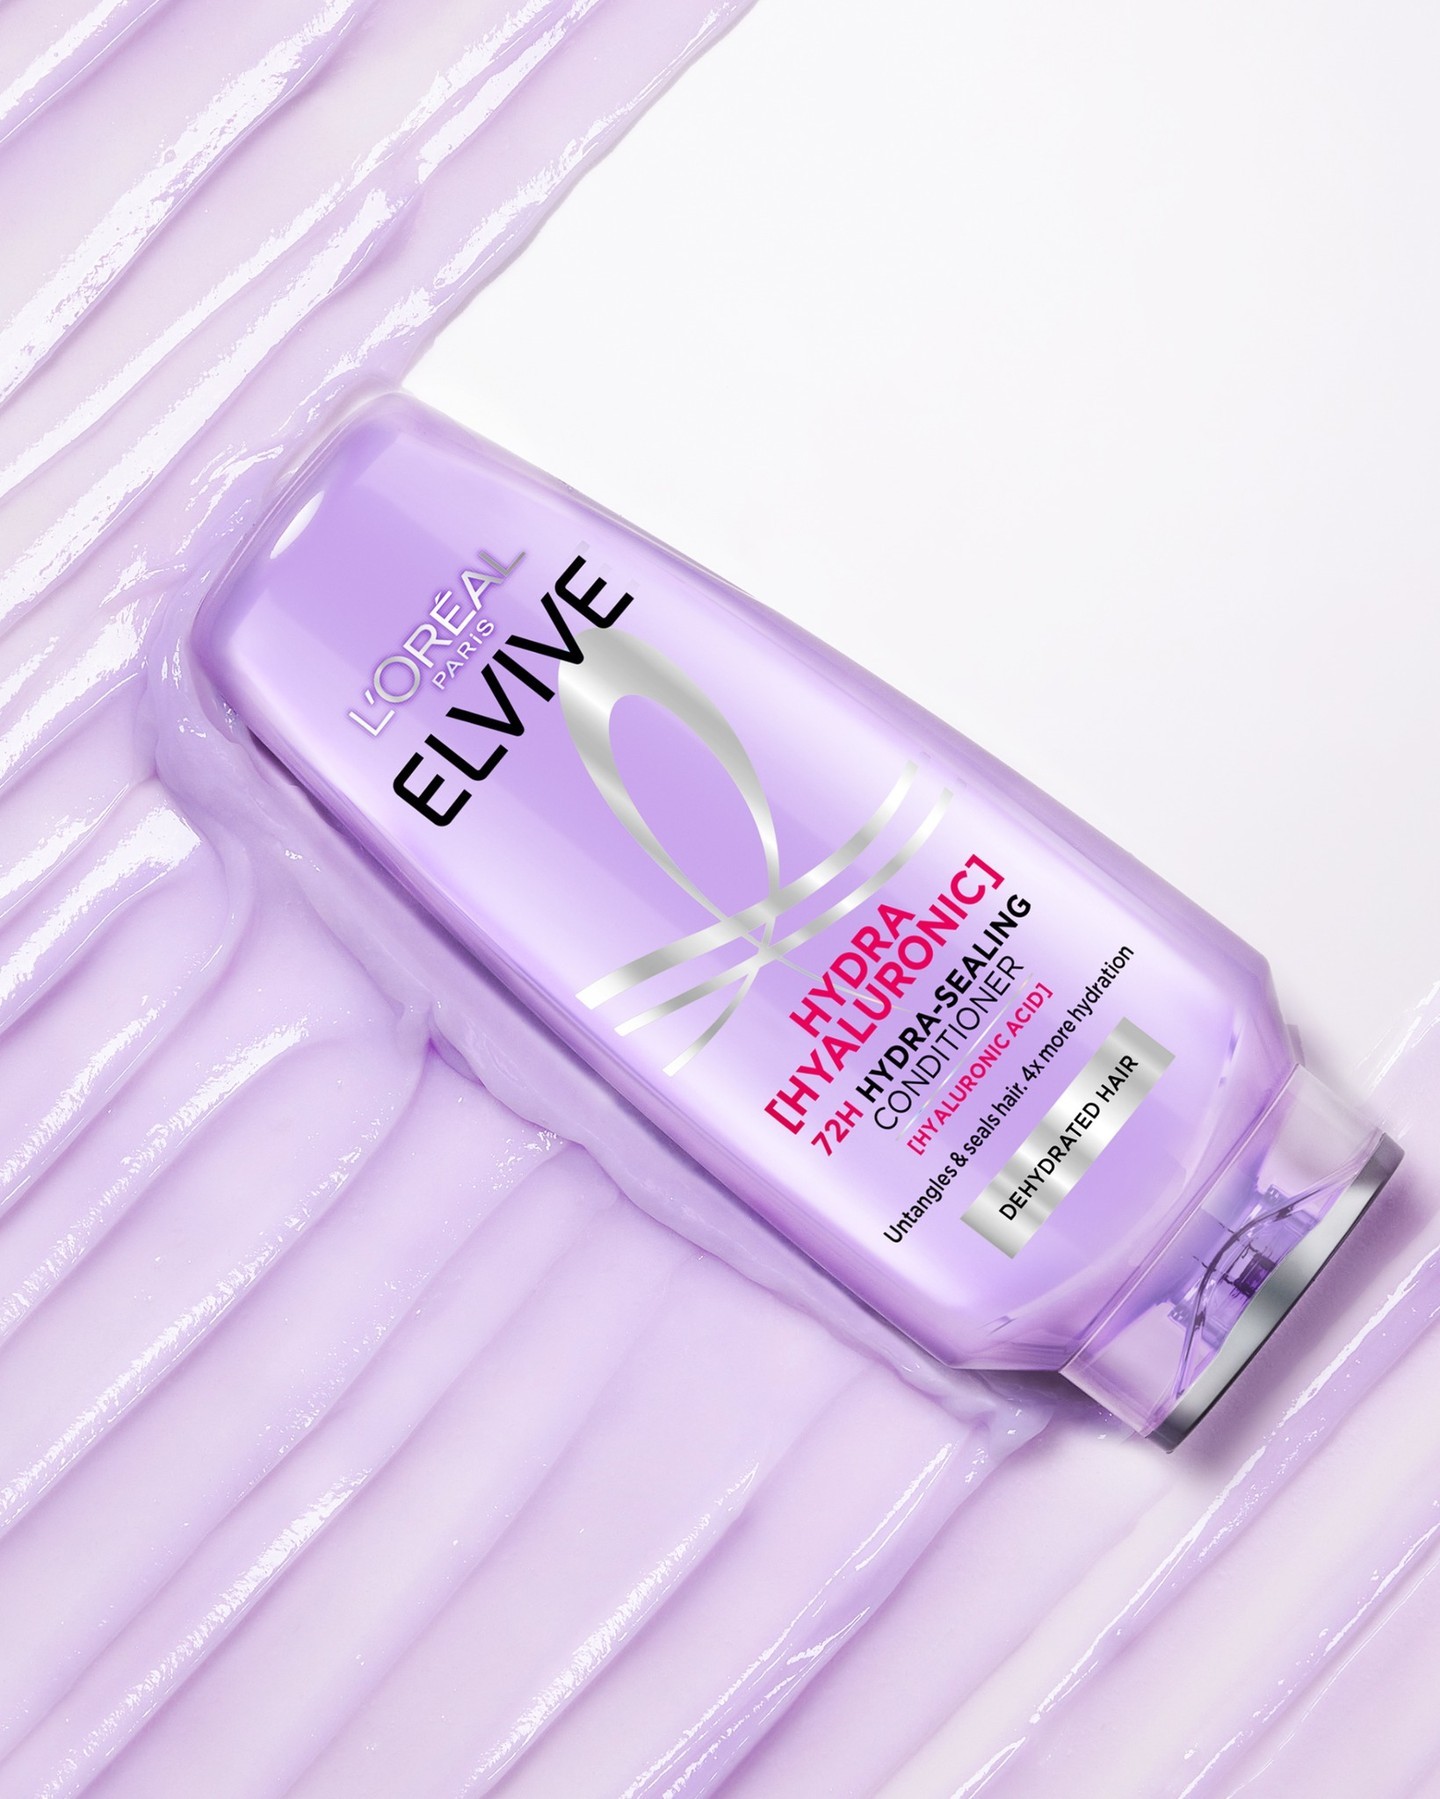 L'ORÉAL
PARiS
ELVIVE
HYDRA
[HYALURONIC]
72H HYDRA-SEALING
CONDITIONER
[HYALURONIC ACID]
Untangles & seals hair. 4x more hydration
DEHYDRATED HAIR